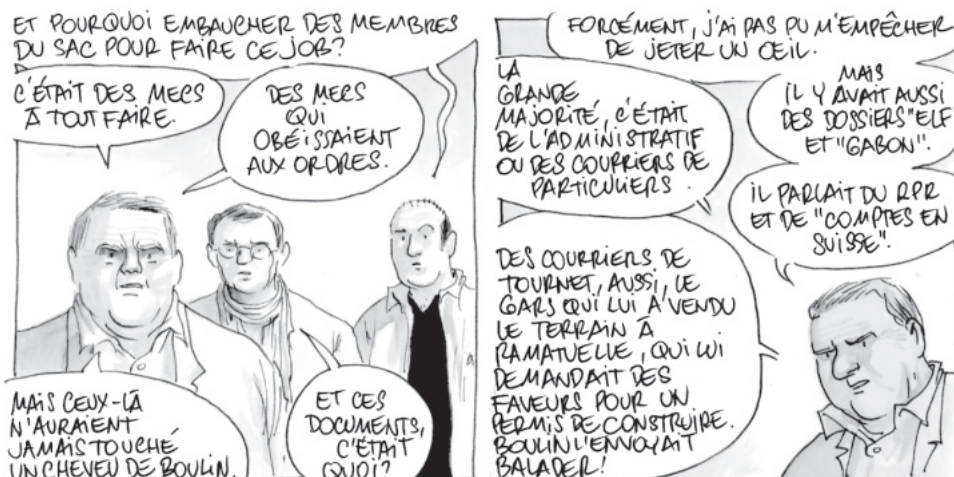 ET POURQUOI EMBAUCHER DES MEMBRES
DU SAC POUR FAIRE CE JOB?
C'ÉTAIT DES MECS
À TOUT FAIRE.
DES MECS
QUI
OBÉISSAIENT
AUX ORDRES.
MAIS CEUX-LÀ
N'AURAIENT
JAMAIS TOUCHÉ
UN CHEVEU DE BOULIN.
ET CES
DOCUMENTS,
C'ÉTAIT
QUOI?
FORCÉMENT, J'AI PAS PU M'EMPÊCHER
DE JETER UN ŒIL.
LA
GRANDE
MAJORITÉ, C'ÉTAIT
DE L'ADMINISTRATIF
OU DES COURRIERS DE
PARTICULIERS.
MAIS
IL Y AVAIT AUSSI
DES DOSSIERS "ELF"
ET "GABON".
IL PARLAIT DU RPR
ET DE "COMPTES EN
SUISSE".
DES COURRIERS DE
TOURNET, AUSSI, LE
GARS QUI LUI A VENDU
LE TERRAIN À
RAMATUELLE, QUI LUI
DEMANDAIT DES
FAVEURS POUR UN
PERMIS DE CONSTRUIRE.
BOULIN L'ENVOYAIT
BALADER!